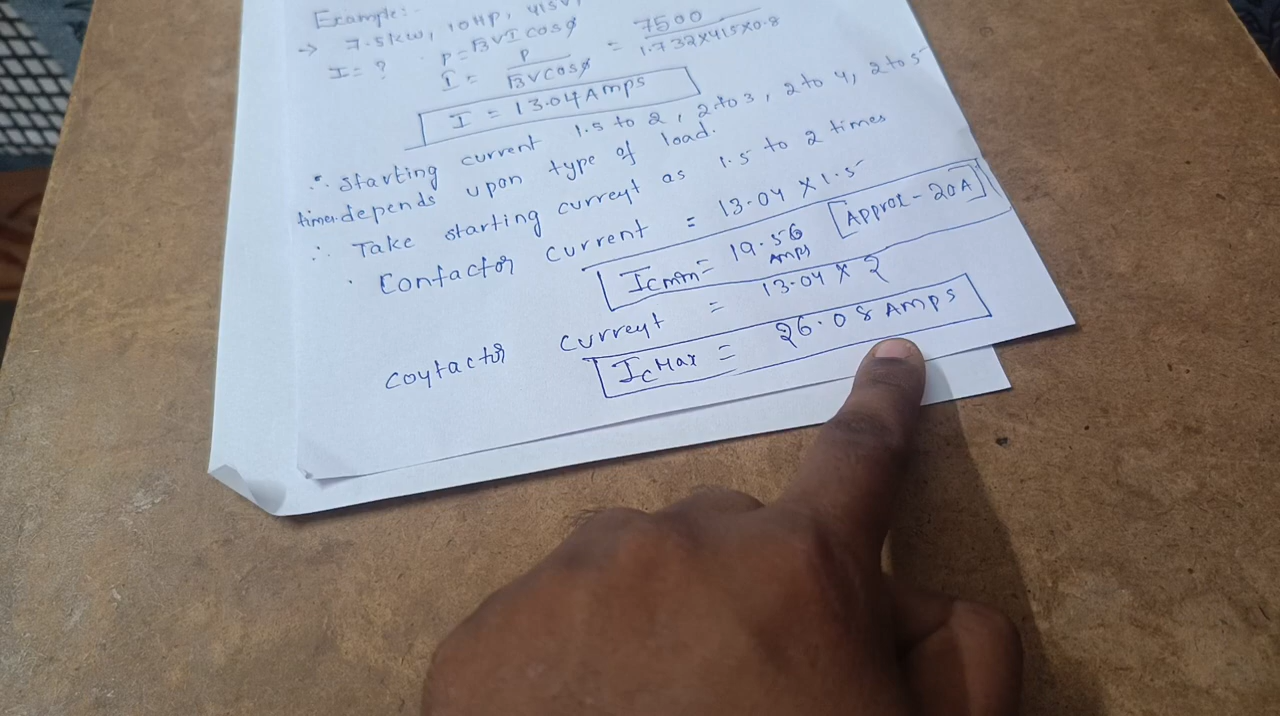 Example:-
→ 7.5kw, 10HP, 415V,
I = ? P = √3VI cosϕ
I = P / √3Vcosϕ = 7500 / 1.732×415×0.8
I = 13.04 Amps
∴ starting current 1.5 to 2, 2 to 3, 2 to 4, 2 to 5
times depends upon type of load.
∴ Take starting current as 1.5 to 2 times
· Contactor current = 13.04 × 1.5
Icmin = 19.56 Amps [Approx - 20A]
contactor current = 13.04 × 2
IcMax = 26.08 Amps